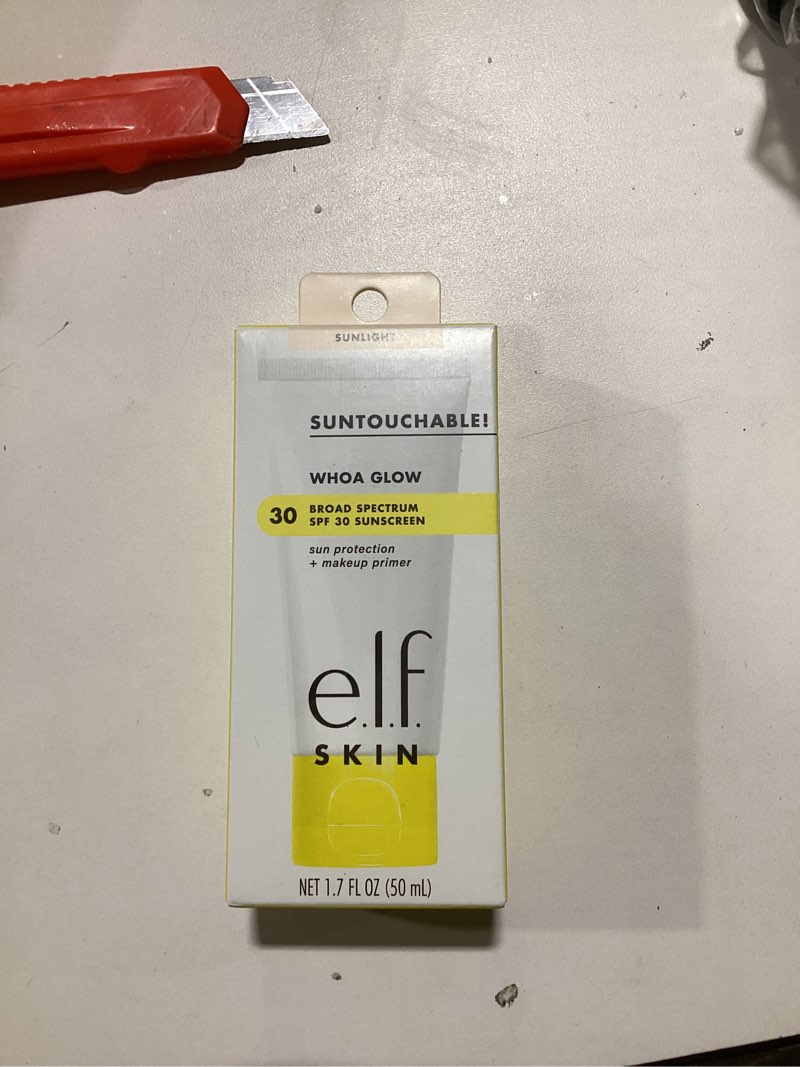 SUNLIGHT
SUNTOUCHABLE!
WHOA GLOW
30 BROAD SPECTRUM
SPF 30 SUNSCREEN
sun protection
+ makeup primer
e.l.f.
SKIN
NET 1.7 FL OZ (50 mL)